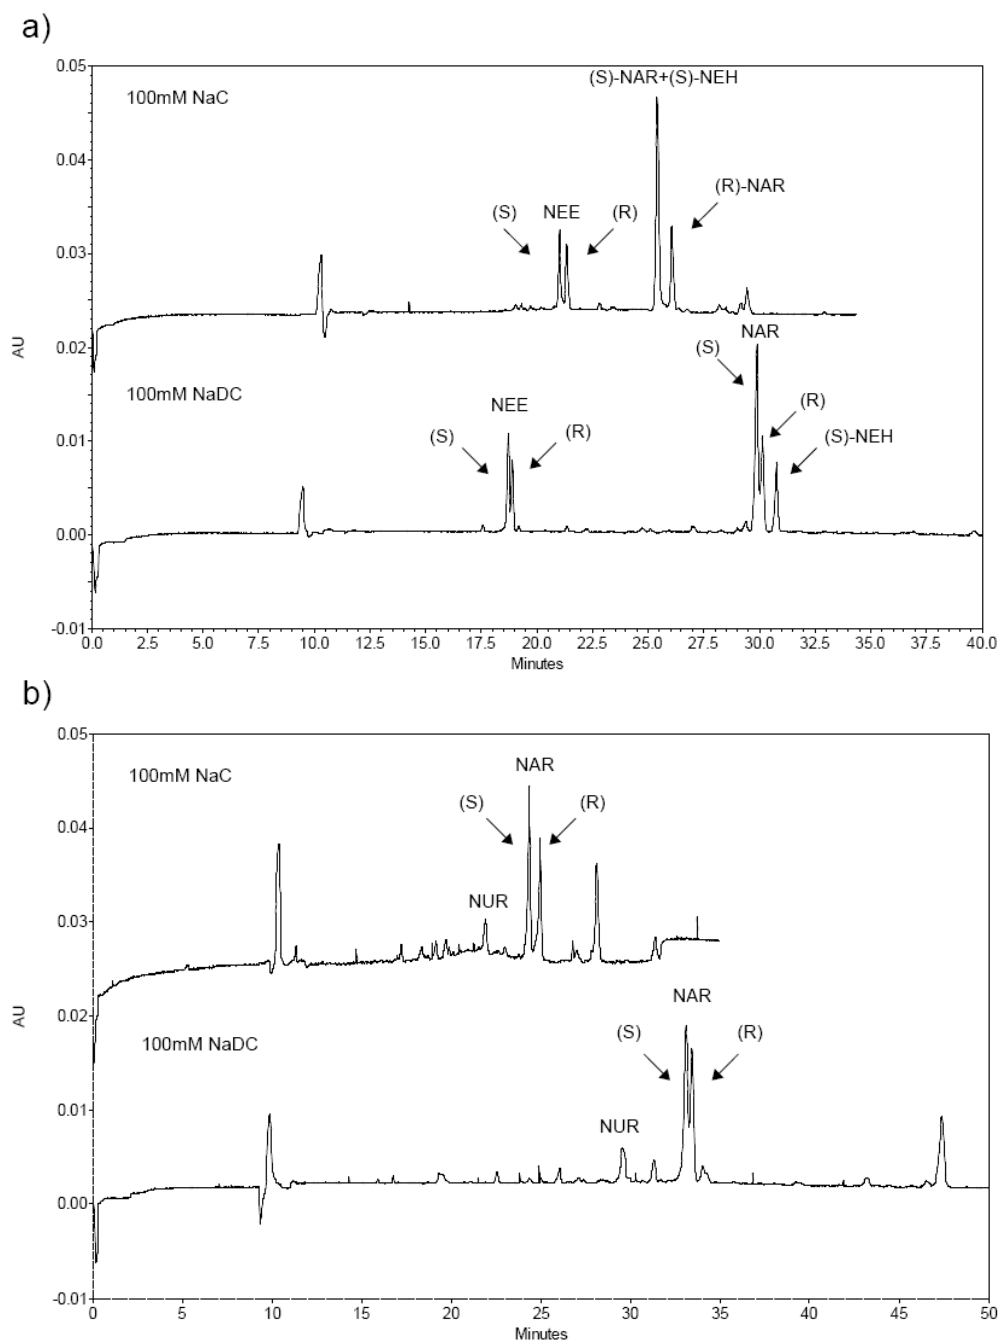 a)
0.05
(S)-NAR+(S)-NEH
100mM NaC
0.04
(R)-NAR
(S)
NEE
(R)
0.03
AU
0.02
NAR
(S)
100mM NaDC
NEE
(R)
(S)
(R)
(S)-NEH
0.01
0.00
-0.01
0.0 2.5 5.0 7.5 10.0 12.5 15.0 17.5 20.0 22.5 25.0 27.5 30.0 32.5 35.0 37.5 40.0
Minutes
b)
0.05
100mM NaC
NAR
(S)
(R)
0.04
NUR
0.03
AU
0.02
NAR
100mM NaDC
(S)
(R)
0.01
NUR
0.00
-0.01
0 5 10 15 20 25 30 35 40 45 50
Minutes